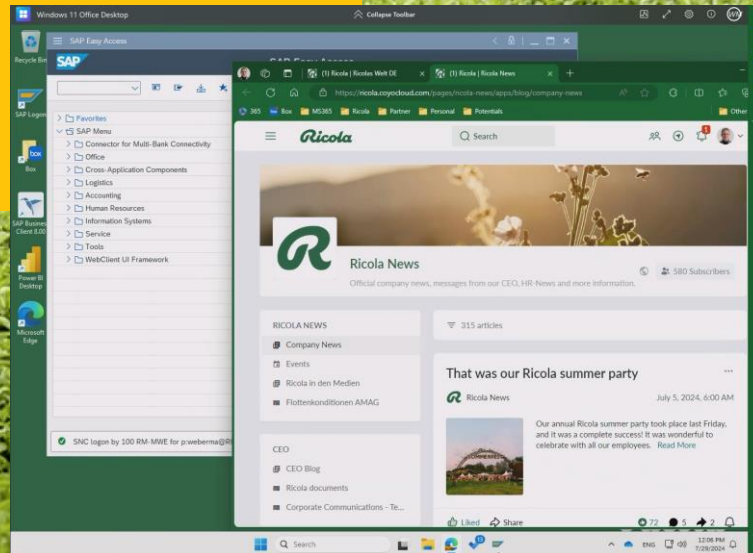 Windows 11 Office Desktop
Collapse Toolbar
Recycle Bin
SAP Logon
Box
SAP Business
Client 8.00
Power BI
Desktop
Microsoft
Edge
SAP Easy Access
SAP
Favorites
SAP Menu
Connector for Multi-Bank Connectivity
Office
Cross-Application Components
Logistics
Accounting
Human Resources
Information Systems
Service
Tools
WebClient UI Framework
SNC logon by 100 RM-MWE for p:weberma@
(1) Ricola | Ricolas Welt DE
(1) Ricola | Ricola News
https://ricola.coyocloud.com/pages/ricola-news/apps/blog/company-news
365 Box MS365 Ricola Partner Personal Potentials Other
Ricola
Search
Ricola News
Official company news, messages from our CEO, HR-News and more information.
580 Subscribers
RICOLA NEWS
Company News
Events
Ricola in den Medien
Flottenkonditionen AMAG
CEO
CEO Blog
Ricola documents
Corporate Communications - Te...
315 articles
That was our Ricola summer party
Ricola News
July 5, 2024, 6:00 AM
Our annual Ricola summer party took place last Friday,
and it was a complete success! It was wonderful to
celebrate with all our employees. Read More
Liked Share
72 5 2
Search
ENG
12:06 PM
7/29/2024